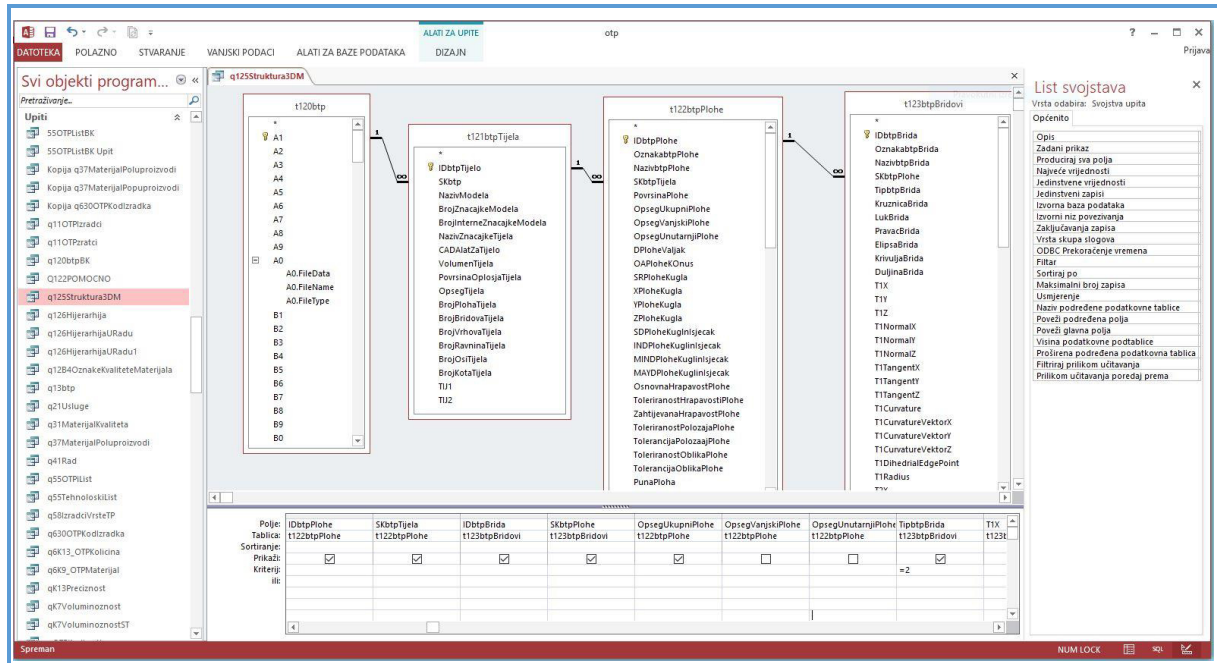 ALATI ZA UPITE
otp
DATOTEKA POLAZNO STVARANJE VANJSKI PODACI ALATI ZA BAZE PODATAKA DIZAJN
Prijava
Svi objekti program...
Pretraživanje...
Upiti
55OTPListBK
55OTPListBK Upit
Kopija q37MaterijalPoluproizvodi
Kopija q37MaterijalPopuproizvodi
Kopija q630OTPKodIzradka
q11OTPIzradci
q11OTPzratci
q120btpBK
Q122POMOCNO
q125Struktura3DM
q126Hijerarhija
q126HijerarhijaURadu
q126HijerarhijaURadu1
q12B4OznakeKvaliteteMaterijala
q13btp
q21Usluge
q31MaterijalKvaliteta
q37MaterijalPoluproizvodi
q41Rad
q55OTPList
q55TehnoloskiList
q58IzradciVrsteTP
q630OTPKodIzradka
q6K13_OTPKolicina
q6K9_OTPMaterijal
qK13Preciznost
qK7Voluminoznost
qK7VoluminoznostST
q125Struktura3DM
t120btp
*
A1
A2
A3
A4
A5
A6
A7
A8
A9
A0
A0.FileData
A0.FileName
A0.FileType
B1
B2
B3
B4
B5
B6
B7
B8
B9
B0
1
∞
t121btpTijela
*
IDbtpTijelo
SKbtp
NazivModela
BrojZnacajkeModela
BrojInterneZnacajkeModela
NazivZnacajkeTijela
CADAlatZaTijelo
VolumenTijela
PovrsinaOplosjaTijela
OpsegTijela
BrojPlohaTijela
BrojBridovaTijela
BrojVrhovaTijela
BrojRavninaTijela
BrojOsiTijela
BrojKotaTijela
TIJ1
TIJ2
1
∞
t122btpPlohe
*
IDbtpPlohe
OznakabtpPlohe
NazivbtpPlohe
SKbtpTijela
PovrsinaPlohe
OpsegUkupniPlohe
OpsegVanjskiPlohe
OpsegUnutarnjiPlohe
DPloheValjak
OAPloheKOnus
SRPloheKugla
XPloheKugla
YPloheKugla
ZPloheKugla
SDPloheKuglnIsjecak
INDPloheKuglinIsjecak
MINDPloheKuglinIsjecak
MAYDPloheKuglinIsjecak
OsnovnaHrapavostPlohe
ToleriranostHrapavostiPlohe
ZahtijevanaHrapavostPlohe
ToleriranostPolozajaPlohe
TolerancijaPolozaajPlohe
ToleriranostOblikaPlohe
TolerancijaOblikaPlohe
PunaPloha
1
∞
t123btpBridovi
*
IDbtpBrida
OznakabtpBrida
NazivbtpBrida
SKbtpPlohe
TipbtpBrida
KruznicaBrida
LukBrida
PravacBrida
ElipsaBrida
KrivuljaBrida
DuljinaBrida
T1X
T1Y
T1Z
T1NormalX
T1NormalY
T1NormalZ
T1TangentX
T1TangentY
T1TangentZ
T1Curvature
T1CurvatureVektorX
T1CurvatureVektorY
T1CurvatureVektorZ
T1DihedrialEdgePoint
T1Radius
T2X
List svojstava
Vrsta odabira: Svojstva upita
Općenito
Opis
Zadani prikaz
Produciraj sva polja
Najveće vrijednosti
Jedinstvene vrijednosti
Jedinstveni zapisi
Izvorna baza podataka
Izvorni niz povezivanja
Zaključavanja zapisa
Vrsta skupa slogova
ODBC Prekoračenje vremena
Filtar
Sortiraj po
Maksimalni broj zapisa
Usmjerenje
Naziv podređene podatkovne tablice
Poveži podređena polja
Poveži glavna polja
Visina podatkovne podtablice
Proširena podređena podatkovna tablica
Filtriraj prilikom učitavanja
Prilikom učitavanja poredaj prema
Polje: IDbtpPlohe SKbtpTijela IDbtpBrida SKbtpPlohe OpsegUkupniPlohe OpsegVanjskiPlohe OpsegUnutarnjiPlohe TipbtpBrida T1X
Tablica: t122btpPlohe t122btpPlohe t123btpBridovi t123btpBridovi t122btpPlohe t122btpPlohe t122btpPlohe t123btpBridovi t123t
Sortiranje:
Prikaži:
Kriterij: =2
ili:
Spreman
NUM LOCK SQL